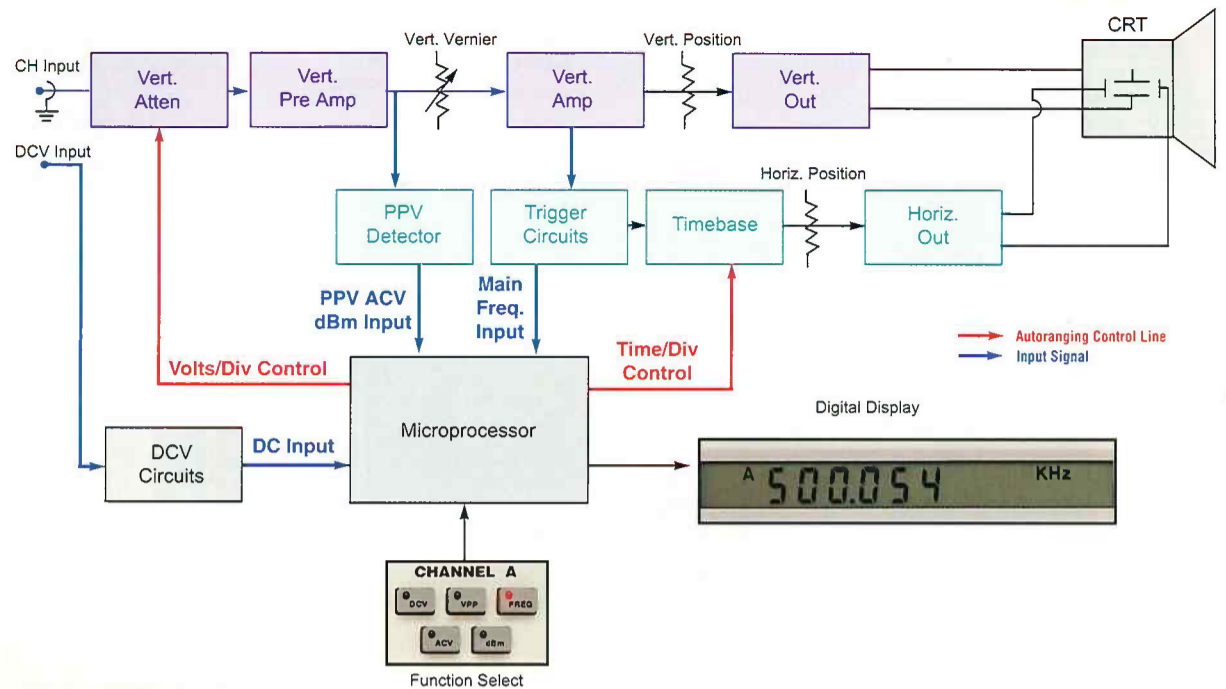 CRT
Vert. Vernier
Vert. Position
CH Input
Vert.
Atten
Vert.
Pre Amp
Vert.
Amp
Vert.
Out
DCV Input
Horiz. Position
PPV
Detector
Trigger
Circuits
Timebase
Horiz.
Out
PPV ACV
dBm Input
Main
Freq.
Input
Autoranging Control Line
Input Signal
Volts/Div Control
Time/Div
Control
Microprocessor
Digital Display
DCV
Circuits
DC Input
A 500.054 KHz
CHANNEL A
DCV VPP FREQ
ACV dBm
Function Select